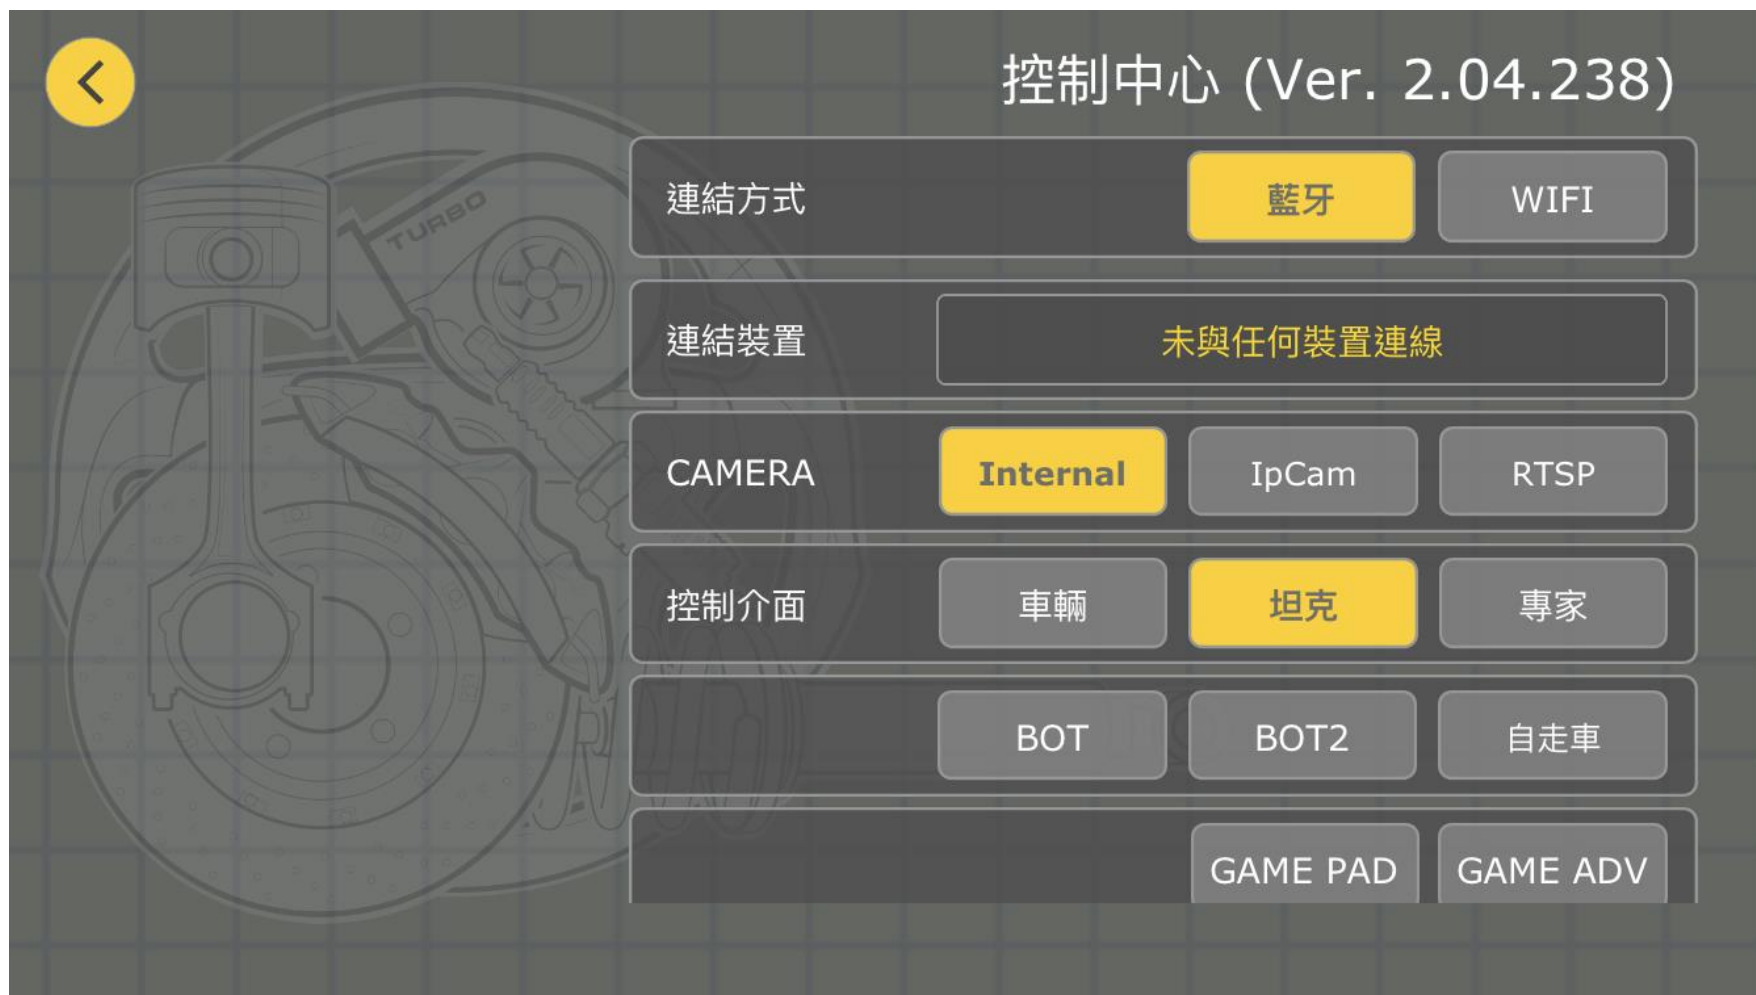 控制中心 (Ver. 2.04.238)
TURBO
連結方式 藍牙 WIFI
連結裝置 未與任何裝置連線
CAMERA Internal IpCam RTSP
控制介面 車輛 坦克 專家
BOT BOT2 自走車
GAME PAD GAME ADV